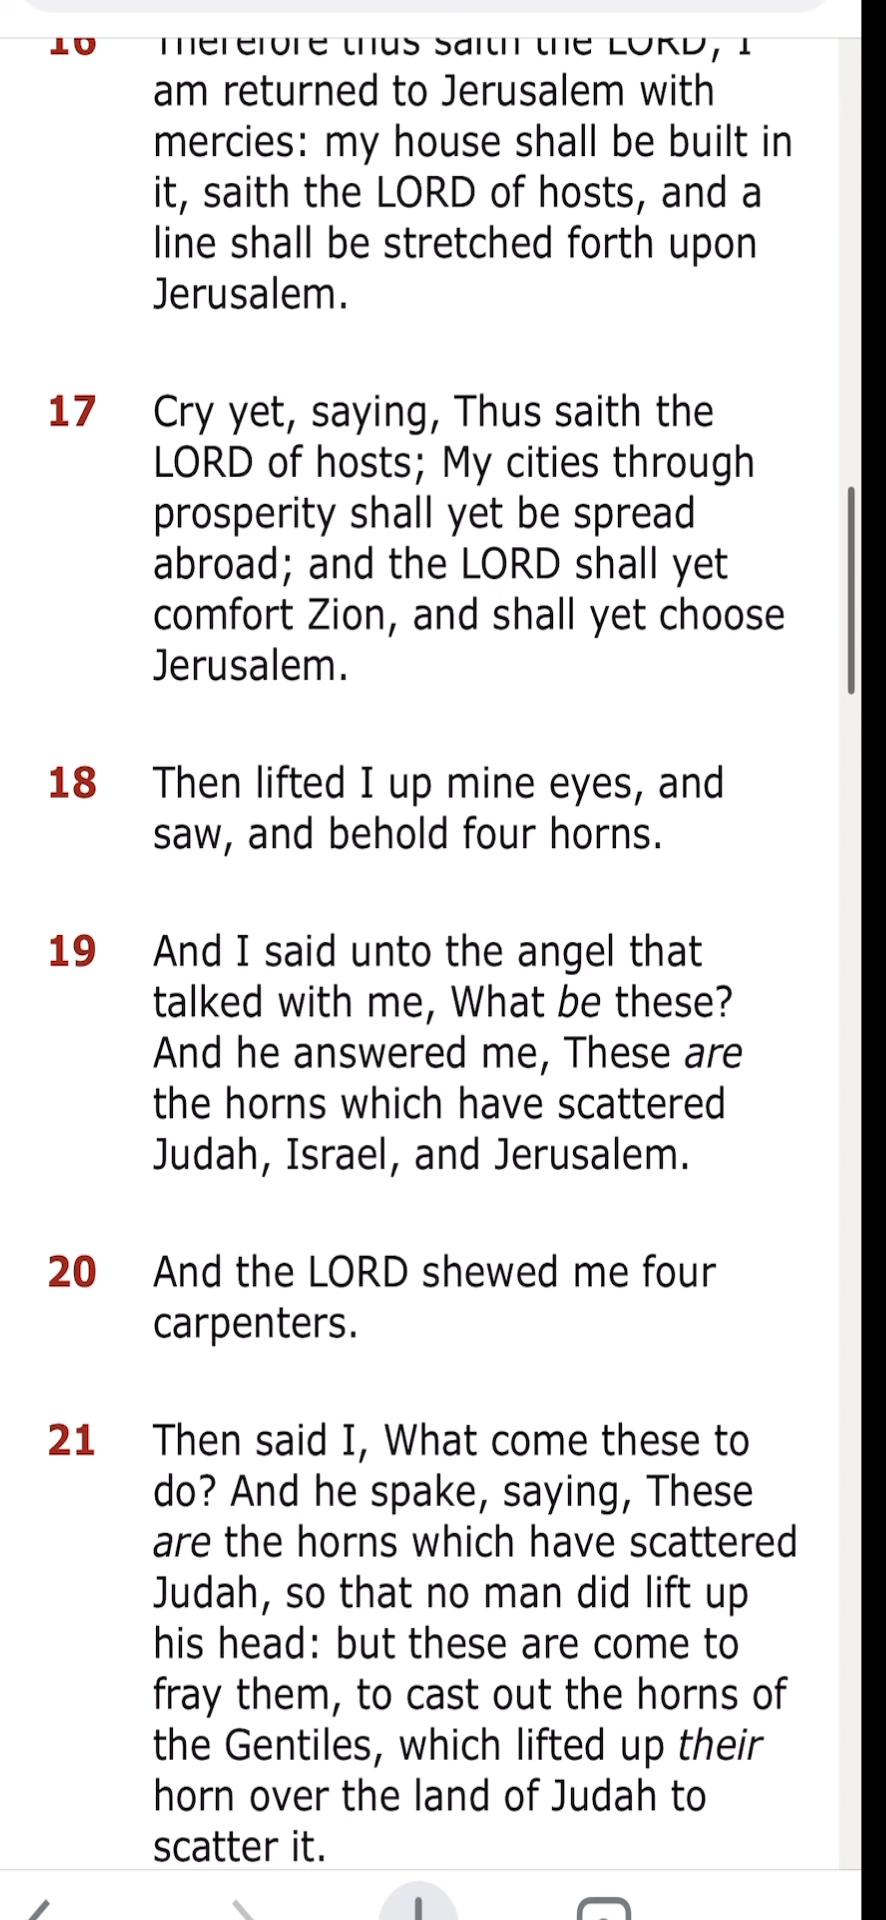 16 Therefore thus saith the LORD, I
am returned to Jerusalem with
mercies: my house shall be built in
it, saith the LORD of hosts, and a
line shall be stretched forth upon
Jerusalem.
17 Cry yet, saying, Thus saith the
LORD of hosts; My cities through
prosperity shall yet be spread
abroad; and the LORD shall yet
comfort Zion, and shall yet choose
Jerusalem.
18 Then lifted I up mine eyes, and
saw, and behold four horns.
19 And I said unto the angel that
talked with me, What be these?
And he answered me, These are
the horns which have scattered
Judah, Israel, and Jerusalem.
20 And the LORD shewed me four
carpenters.
21 Then said I, What come these to
do? And he spake, saying, These
are the horns which have scattered
Judah, so that no man did lift up
his head: but these are come to
fray them, to cast out the horns of
the Gentiles, which lifted up their
horn over the land of Judah to
scatter it.